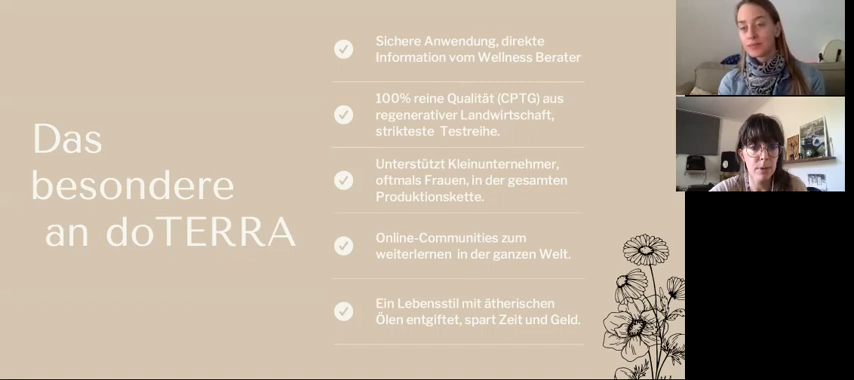 Das
besondere
an doTERRA
Sichere Anwendung, direkte
Information vom Wellness Berater
100% reine Qualität (CPTG) aus
regenerativer Landwirtschaft,
strikteste Testreihe.
Unterstützt Kleinunternehmer,
oftmals Frauen, in der gesamten
Produktionskette.
Online-Communities zum
weiterlernen in der ganzen Welt.
Ein Lebensstil mit ätherischen
Ölen entgiftet, spart Zeit und Geld.